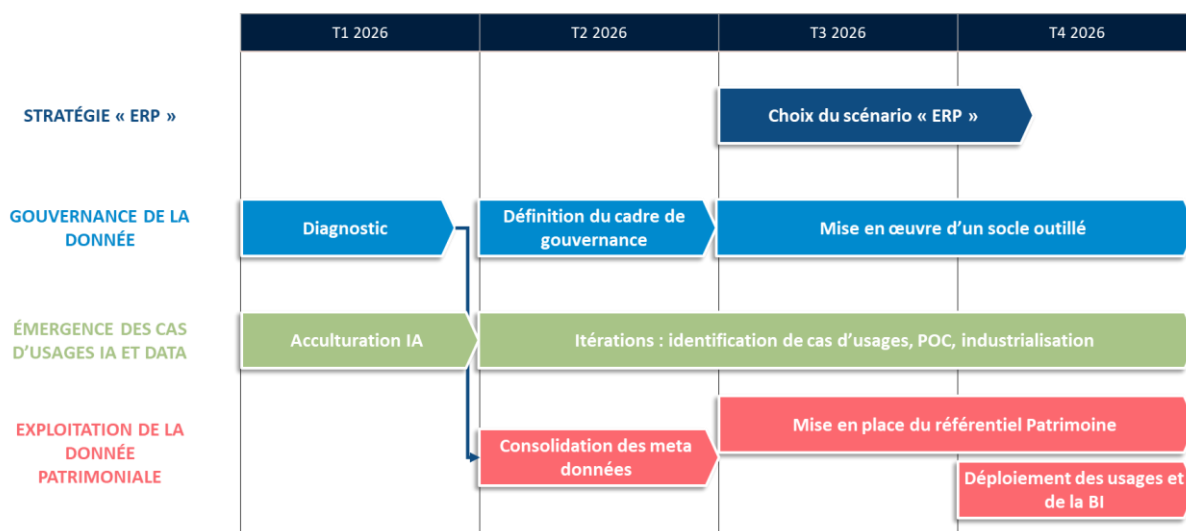 T1 2026
T2 2026
T3 2026
T4 2026
STRATÉGIE « ERP »
Choix du scénario « ERP »
GOUVERNANCE DE LA
DONNÉE
Diagnostic
Définition du cadre de
gouvernance
Mise en œuvre d’un socle outillé
ÉMERGENCE DES CAS
D’USAGES IA ET DATA
Acculturation IA
Itérations : identification de cas d’usages, POC, industrialisation
EXPLOITATION DE LA
DONNÉE
PATRIMONIALE
Consolidation des meta
données
Mise en place du référentiel Patrimoine
Déploiement des usages et
de la BI